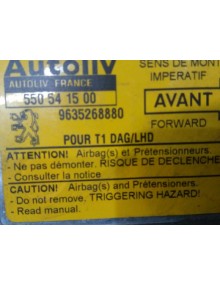 Autoliv
SENS DE MONT
IMPERATIF
AUTOLIV-FRANCE
550 54 15 00
AVANT
9635268880
FORWARD
POUR T1 DAG/LHD
ATTENTION! Airbag(s) et Prétensionneurs.
- Ne pas démonter. RISQUE DE DECLENCHE
- Consulter la notice
CAUTION! Airbag(s) and Pretensioners.
- Do not remove. TRIGGERING HAZARD!
- Read manual.